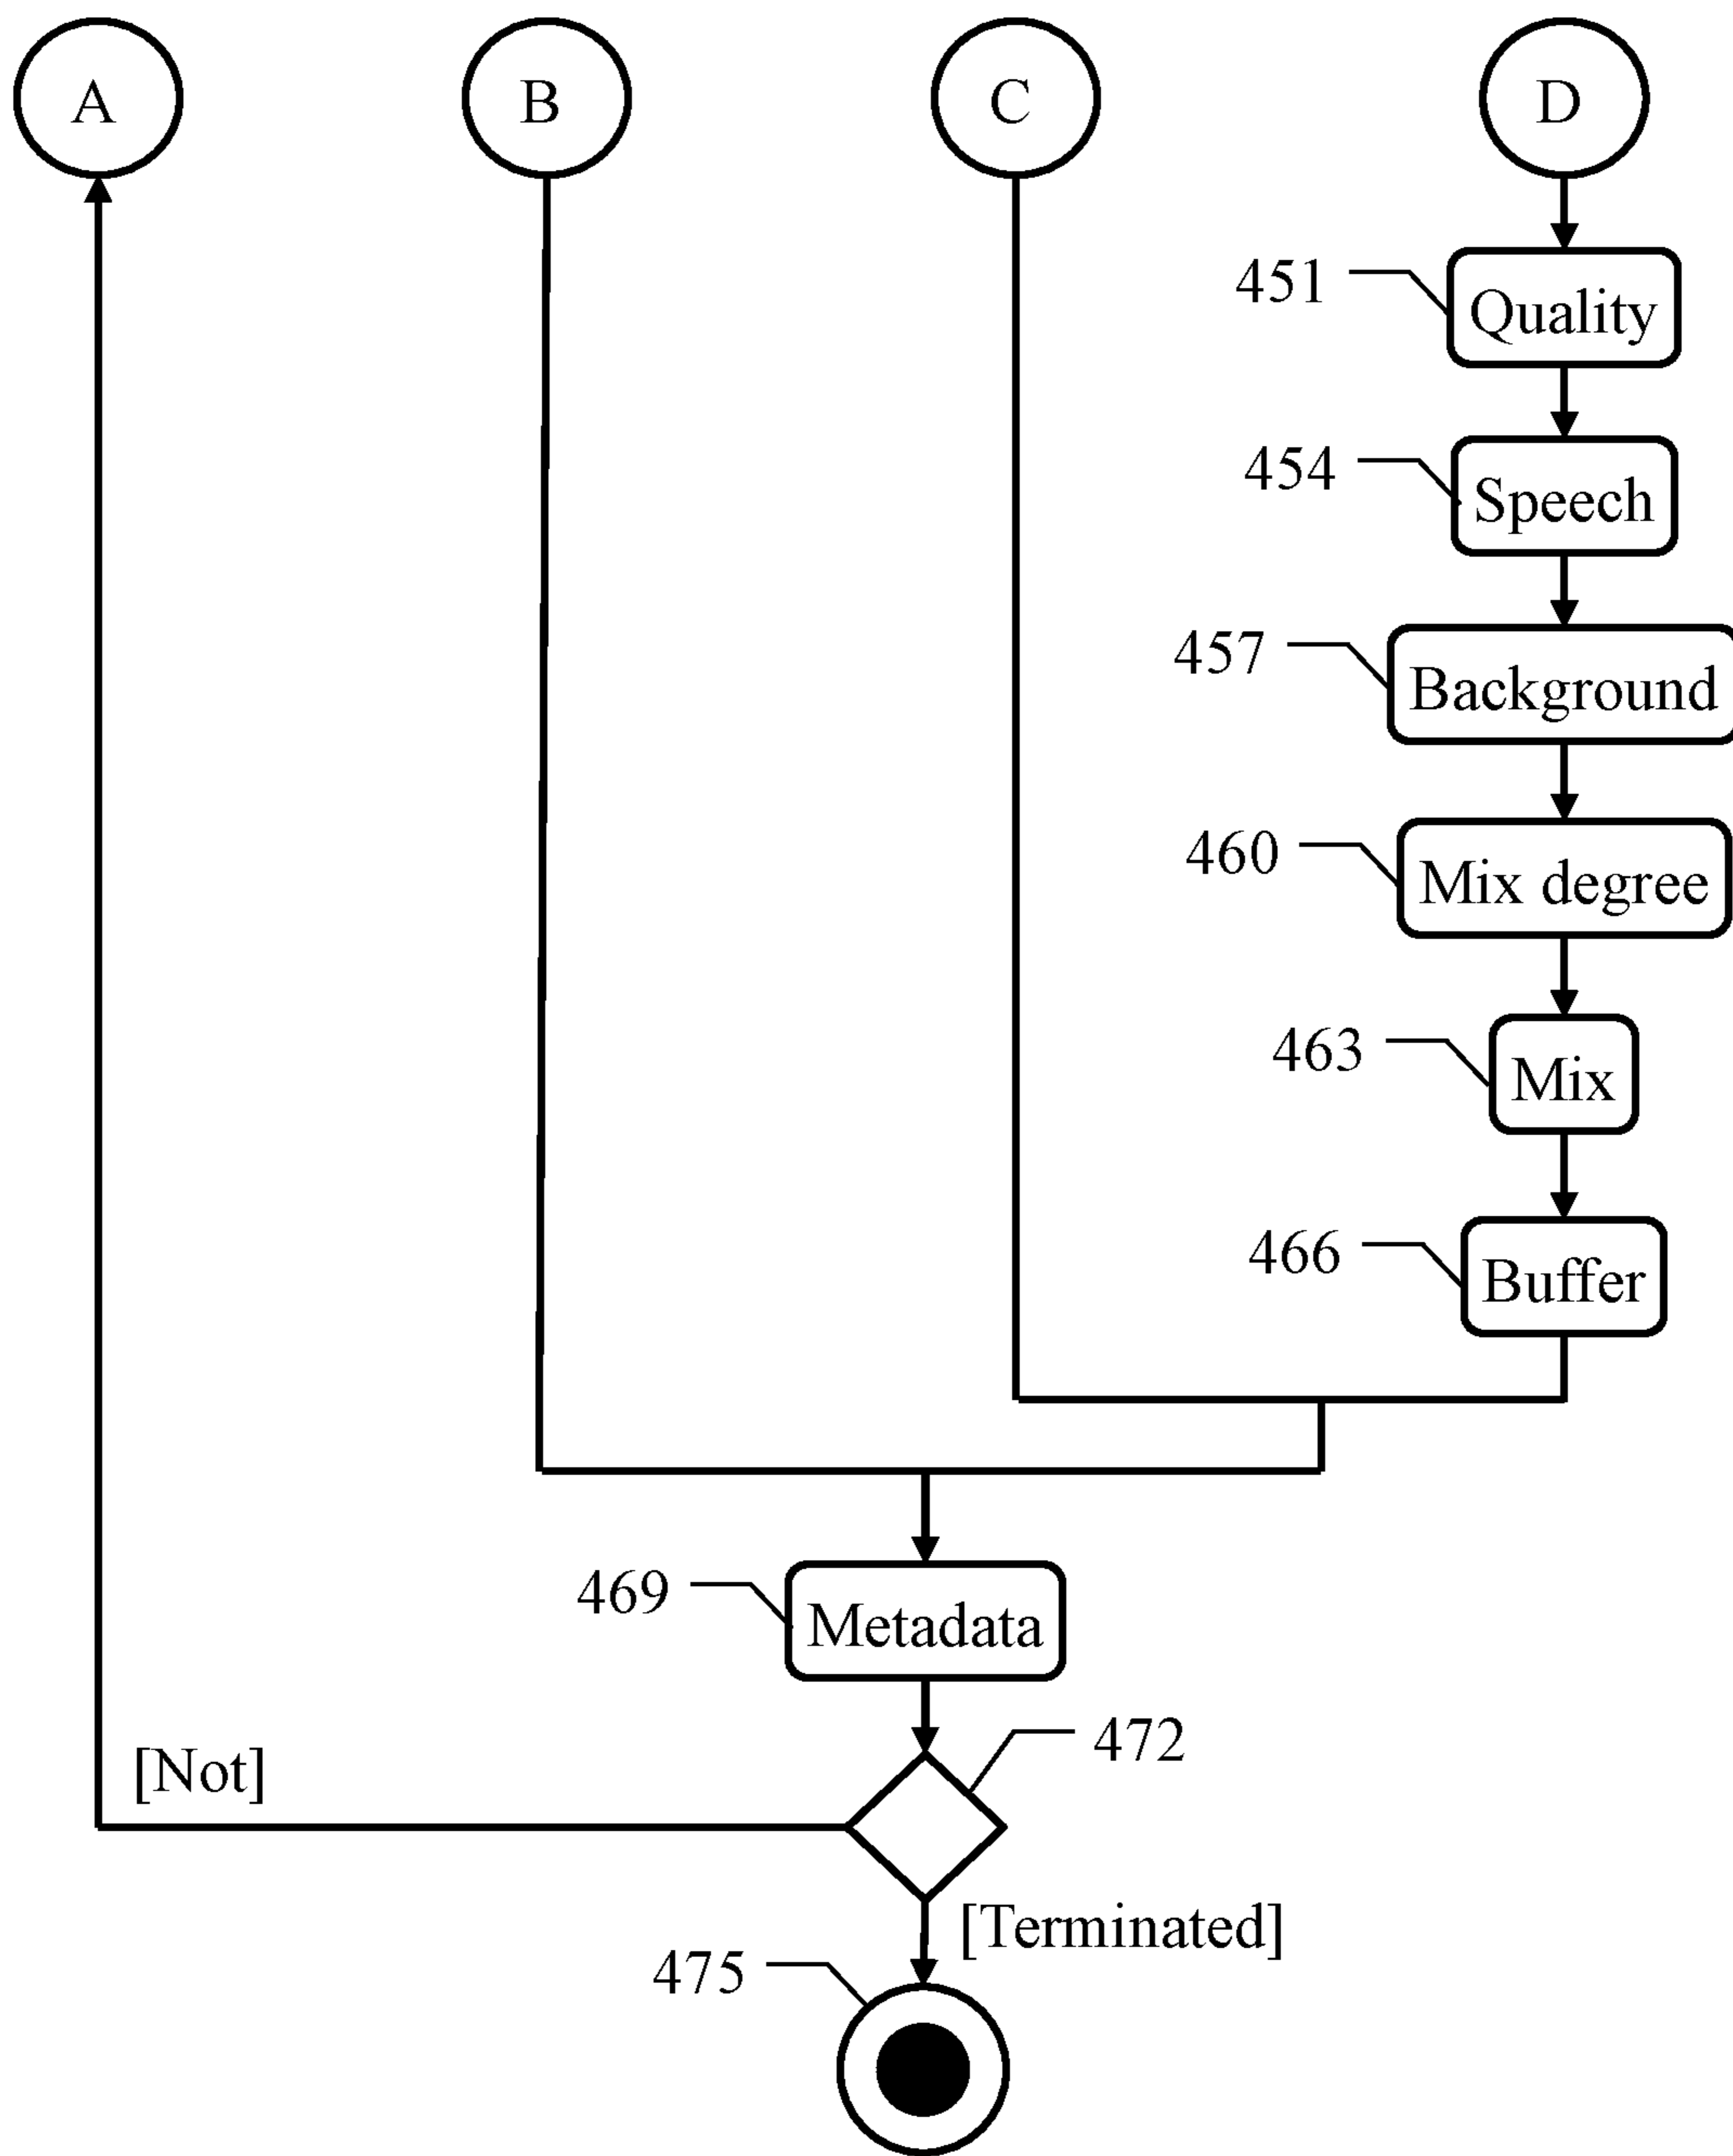 A
B
C
D
451
Quality
454
Speech
457
Background
460
Mix degree
463
Mix
466
Buffer
469
Metadata
472
[Not]
[Terminated]
475